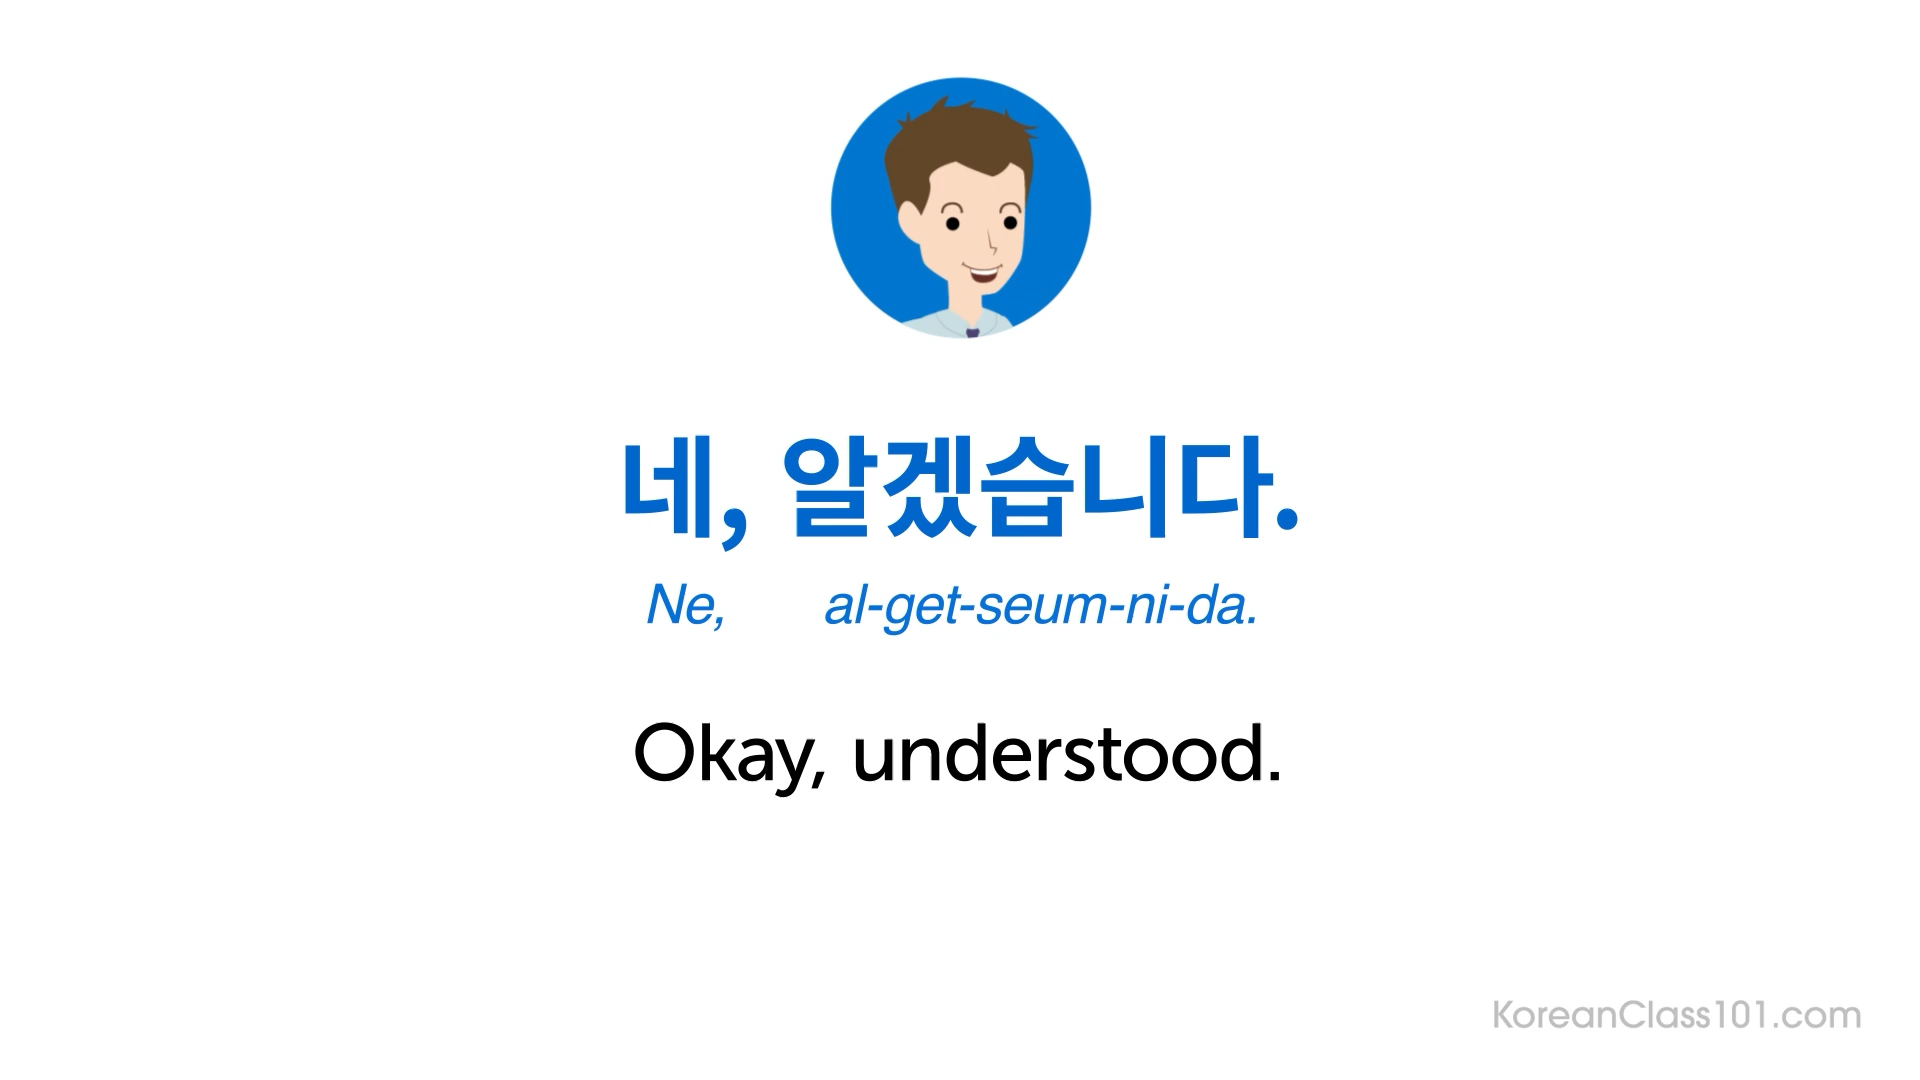 네, 알겠습니다.
Ne, al-get-seum-ni-da.
Okay, understood.
KoreanClass101.com